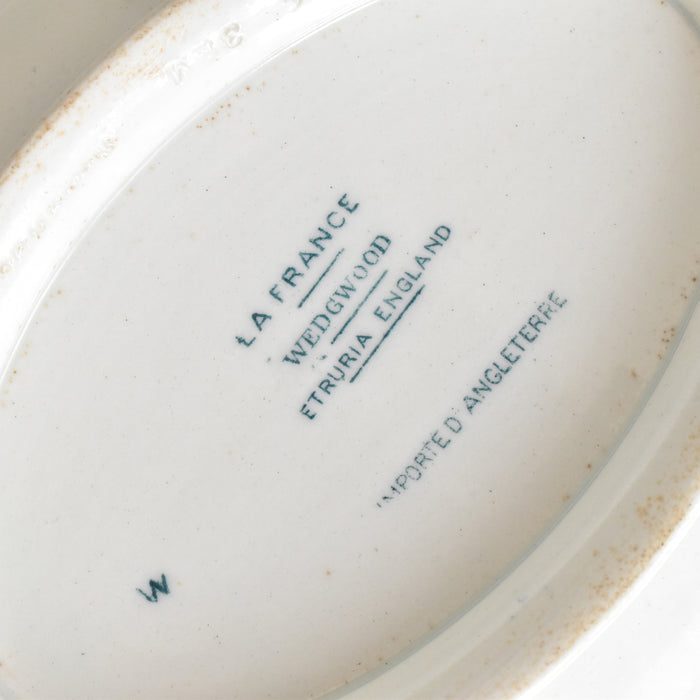 LA FRANCE
WEDGWOOD
ETRURIA ENGLAND
IMPORTE D'ANGLETERRE
W